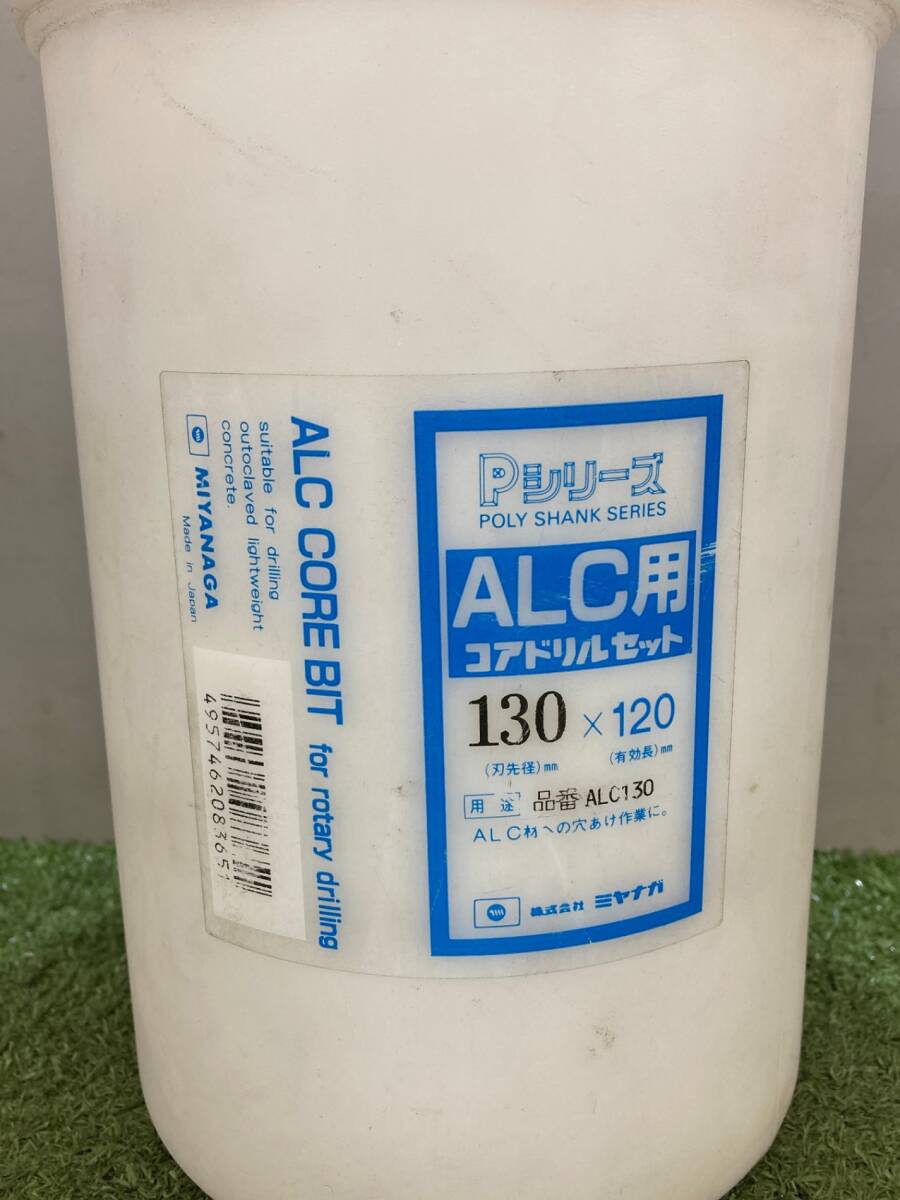 Pシリーズ
POLY SHANK SERIES
ALC用
コアドリルセット
130 × 120
(刃先径)mm (有効長)mm
用途 品番 ALC130
ALC材への穴あけ作業に。
株式会社 ミヤナガ
ALC CORE BIT for rotary drilling
suitable for drilling
outoclaved lightweight
concrete.
MIYANAGA
Made in Japan
4957462083651